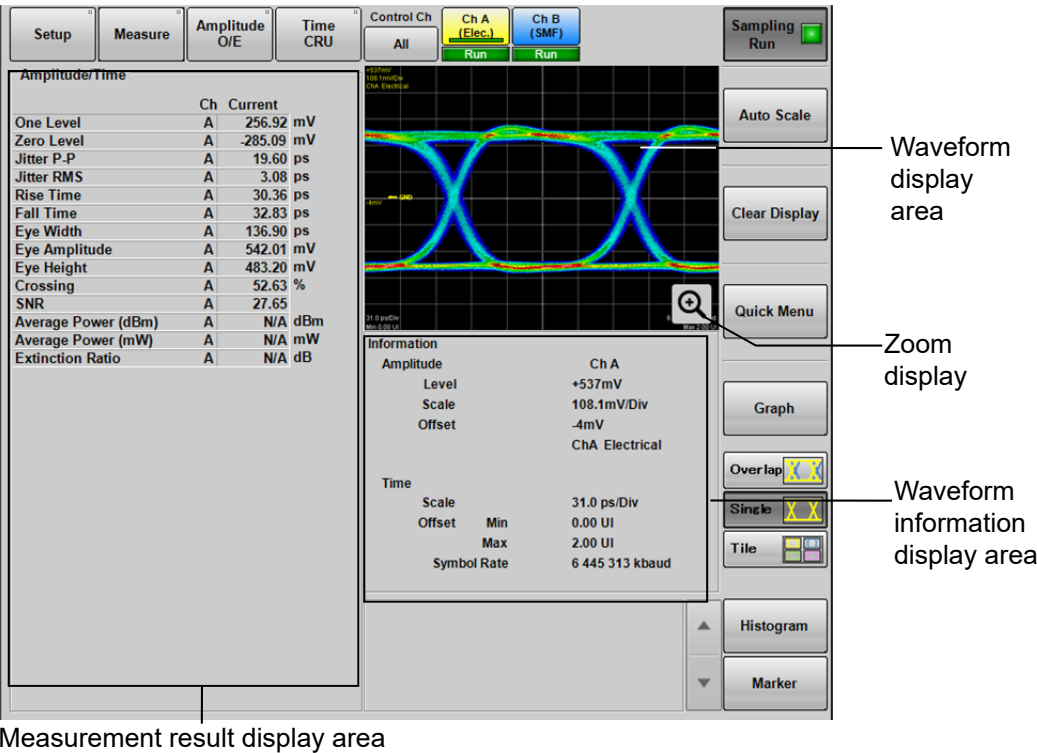 Setup
Measure
Amplitude
O/E
Time
CRU
Control Ch
All
Ch A
(Elec.)
Run
Ch B
(SMF)
Run
Sampling
Run
Amplitude/Time
Ch Current
One Level A 256.92 mV
Zero Level A -285.09 mV
Jitter P-P A 19.60 ps
Jitter RMS A 3.08 ps
Rise Time A 30.36 ps
Fall Time A 32.83 ps
Eye Width A 136.90 ps
Eye Amplitude A 542.01 mV
Eye Height A 483.20 mV
Crossing A 52.63 %
SNR A 27.65
Average Power (dBm) A N/A dBm
Average Power (mW) A N/A mW
Extinction Ratio A N/A dB
+537mV
108.1mV/Div
ChA Electrical
-4mV
GND
31.0 ps/Div
Min 0.00 UI
Max 2.00 UI
Information
Amplitude Ch A
Level +537mV
Scale 108.1mV/Div
Offset -4mV
ChA Electrical
Time
Scale 31.0 ps/Div
Offset Min 0.00 UI
Max 2.00 UI
Symbol Rate 6 445 313 kbaud
Auto Scale
Clear Display
Quick Menu
Graph
Overlap
Single
Tile
Histogram
Marker
Waveform
display
area
Zoom
display
Waveform
information
display area
Measurement result display area